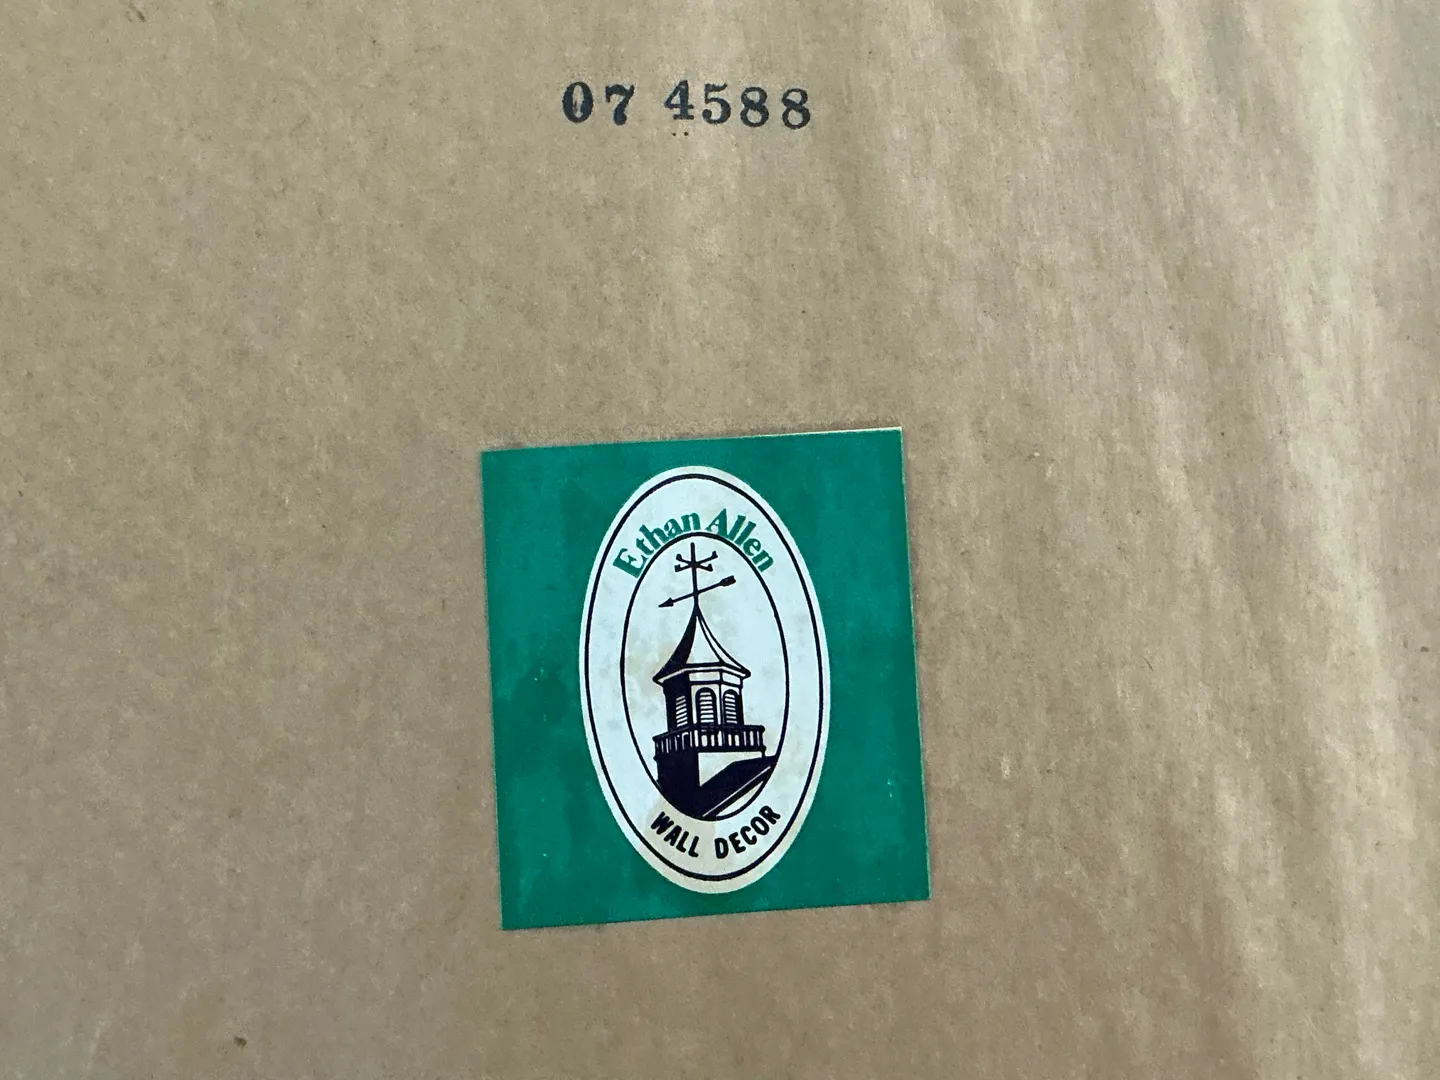 07 4588
Ethan Allen
WALL DECOR